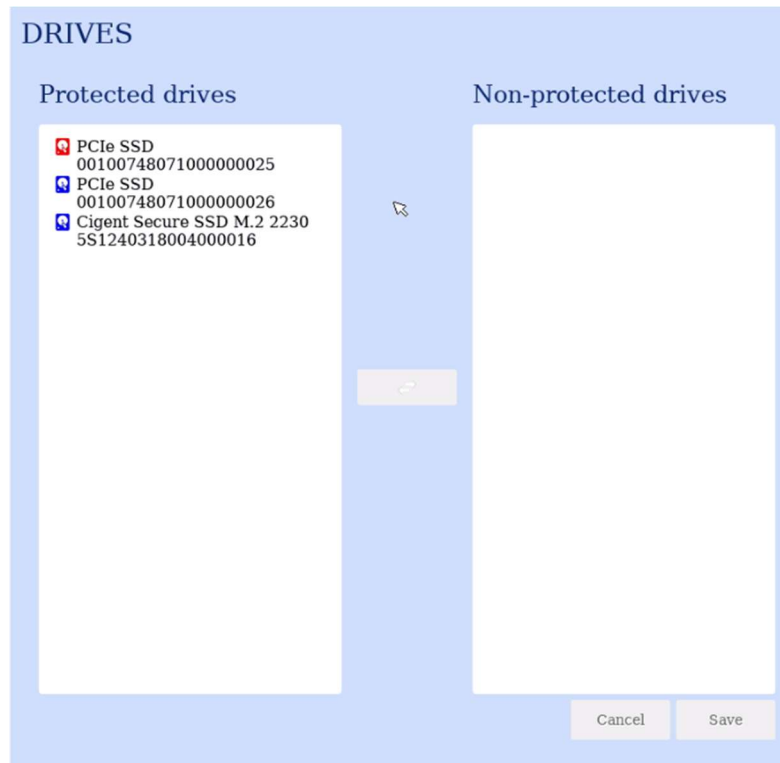 DRIVES
Protected drives
Non-protected drives
PCIe SSD
00100748071000000025
PCIe SSD
00100748071000000026
Cigent Secure SSD M.2 2230
5S1240318004000016
Cancel
Save